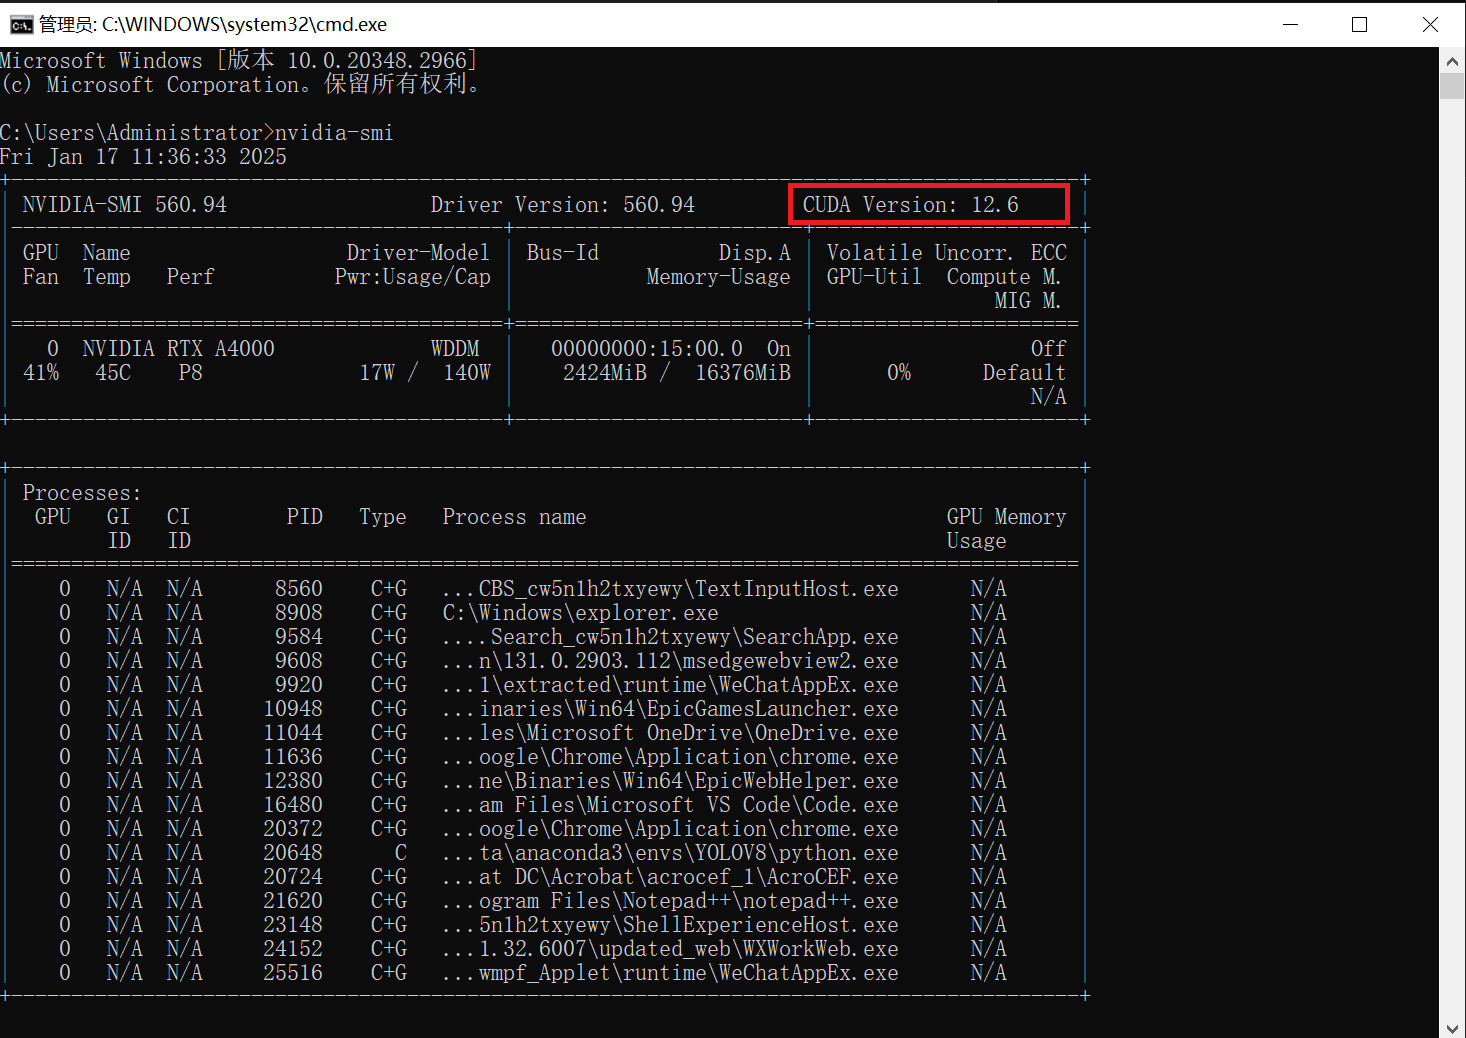 管理员: C:\WINDOWS\system32\cmd.exe
Microsoft Windows [版本 10.0.20348.2966]
(c) Microsoft Corporation。保留所有权利。
C:\Users\Administrator>nvidia-smi
Fri Jan 17 11:36:33 2025
NVIDIA-SMI 560.94 Driver Version: 560.94 CUDA Version: 12.6
GPU Name Driver-Model Bus-Id Disp.A Volatile Uncorr. ECC
Fan Temp Perf Pwr:Usage/Cap Memory-Usage GPU-Util Compute M.
MIG M.
0 NVIDIA RTX A4000 WDDM 00000000:15:00.0 On Off
41% 45C P8 17W / 140W 2424MiB / 16376MiB 0% Default
N/A
Processes:
GPU GI CI PID Type Process name GPU Memory
ID ID Usage
0 N/A N/A 8560 C+G ...CBS_cw5n1h2txyewy\TextInputHost.exe N/A
0 N/A N/A 8908 C+G C:\Windows\explorer.exe N/A
0 N/A N/A 9584 C+G ....Search_cw5n1h2txyewy\SearchApp.exe N/A
0 N/A N/A 9608 C+G ...n\131.0.2903.112\msedgewebview2.exe N/A
0 N/A N/A 9920 C+G ...1\extracted\runtime\WeChatAppEx.exe N/A
0 N/A N/A 10948 C+G ...inaries\Win64\EpicGamesLauncher.exe N/A
0 N/A N/A 11044 C+G ...les\Microsoft OneDrive\OneDrive.exe N/A
0 N/A N/A 11636 C+G ...oogle\Chrome\Application\chrome.exe N/A
0 N/A N/A 12380 C+G ...ne\Binaries\Win64\EpicWebHelper.exe N/A
0 N/A N/A 16480 C+G ...am Files\Microsoft VS Code\Code.exe N/A
0 N/A N/A 20372 C+G ...oogle\Chrome\Application\chrome.exe N/A
0 N/A N/A 20648 C ...ta\anaconda3\envs\YOLOV8\python.exe N/A
0 N/A N/A 20724 C+G ...at DC\Acrobat\acrocef_1\AcroCEF.exe N/A
0 N/A N/A 21620 C+G ...ogram Files\Notepad++\notepad++.exe N/A
0 N/A N/A 23148 C+G ...5n1h2txyewy\ShellExperienceHost.exe N/A
0 N/A N/A 24152 C+G ...1.32.6007\updated_web\WXWorkWeb.exe N/A
0 N/A N/A 25516 C+G ...wmpf_Applet\runtime\WeChatAppEx.exe N/A